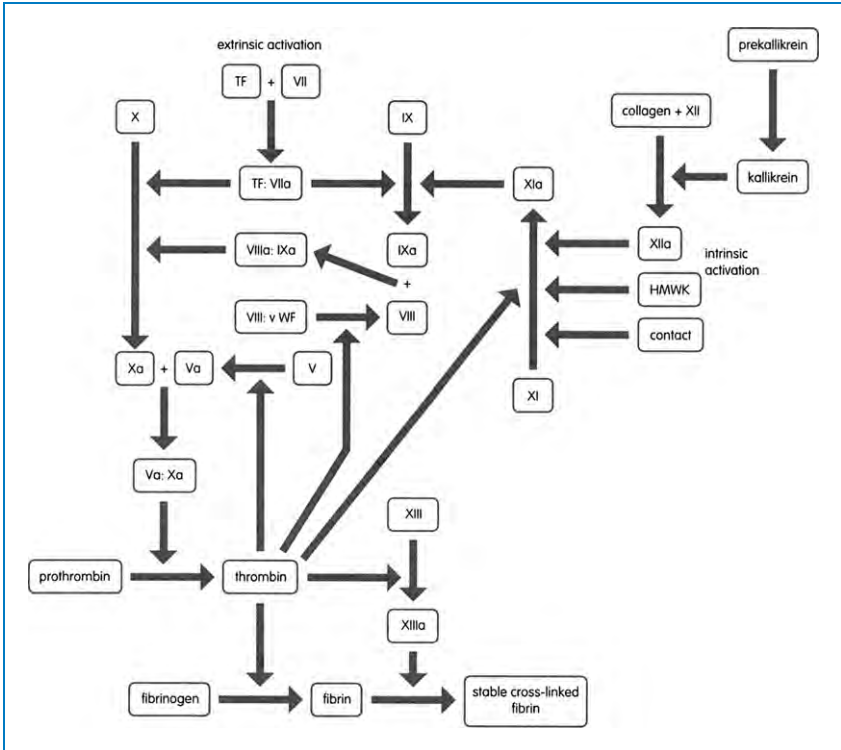 extrinsic activation
prekallikrein
TF + VII
X
IX
collagen + XII
TF: VIIa
XIa
kallikrein
VIIIa: IXa
IXa
XIIa
intrinsic
activation
+
HMWK
VIII: v WF
VIII
contact
Xa + Va
V
XI
Va: Xa
XIII
prothrombin
thrombin
XIIIa
fibrinogen
fibrin
stable cross-linked
fibrin